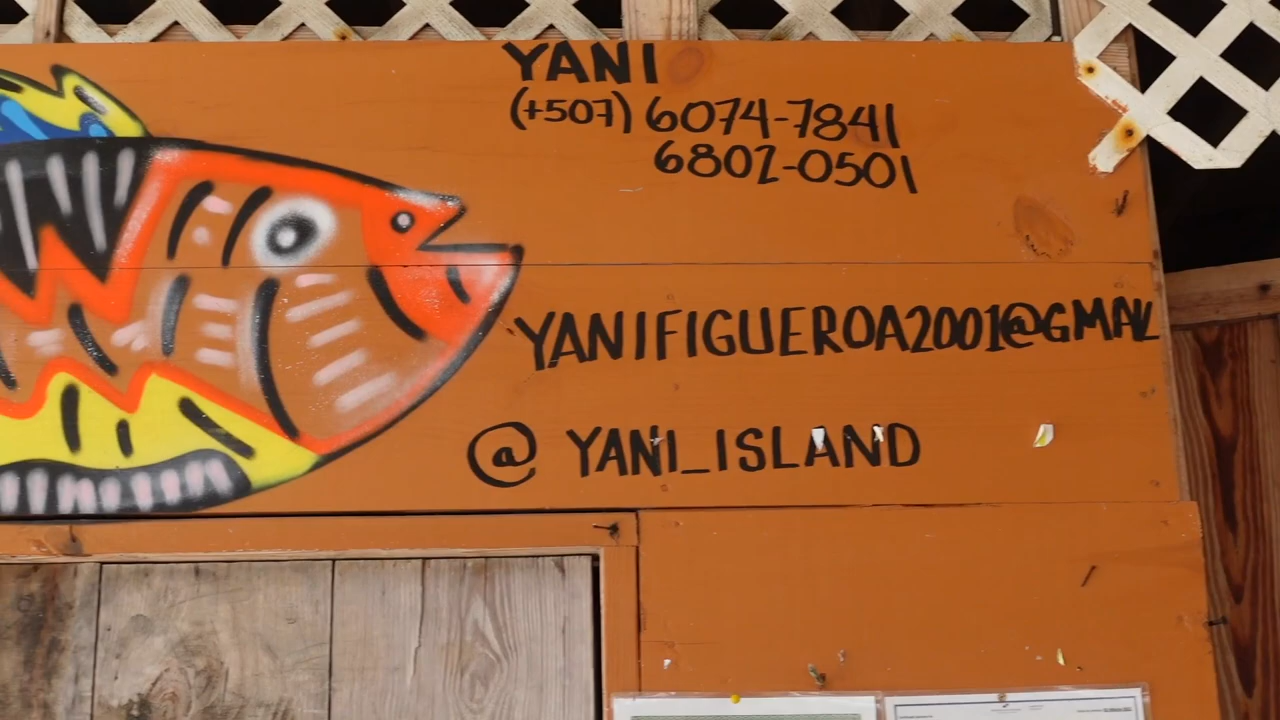 YANI
(+507) 6074-7841
6802-0501
YANIFIGUEROA2001@GMAIL
@ YANI_ISLAND